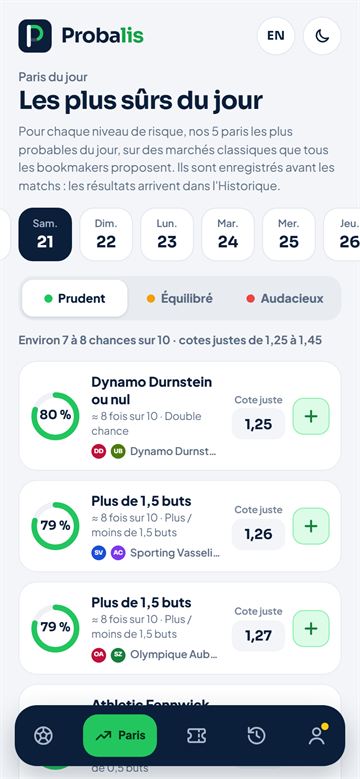 Probalis
EN
Paris du jour
Les plus sûrs du jour
Pour chaque niveau de risque, nos 5 paris les plus
probables du jour, sur des marchés classiques que tous
les bookmakers proposent. Ils sont enregistrés avant les
matchs : les résultats arrivent dans l'Historique.
Sam. Dim. Lun. Mar. Mer. Jeu.
21 22 23 24 25 26
Prudent Équilibré Audacieux
Environ 7 à 8 chances sur 10 · cotes justes de 1,25 à 1,45
Dynamo Durnstein
ou nul
80 %
≈ 8 fois sur 10 · Double
chance
DD UB Dynamo Durnst…
Cote juste
1,25
+
Plus de 1,5 buts
79 %
≈ 8 fois sur 10 · Plus /
moins de 1,5 buts
SV AC Sporting Vasseli…
Cote juste
1,26
+
Plus de 1,5 buts
79 %
≈ 8 fois sur 10 · Plus /
moins de 1,5 buts
OA SZ Olympique Aub…
Cote juste
1,27
+
Athletic Fennwick
Paris
de 0,5 buts